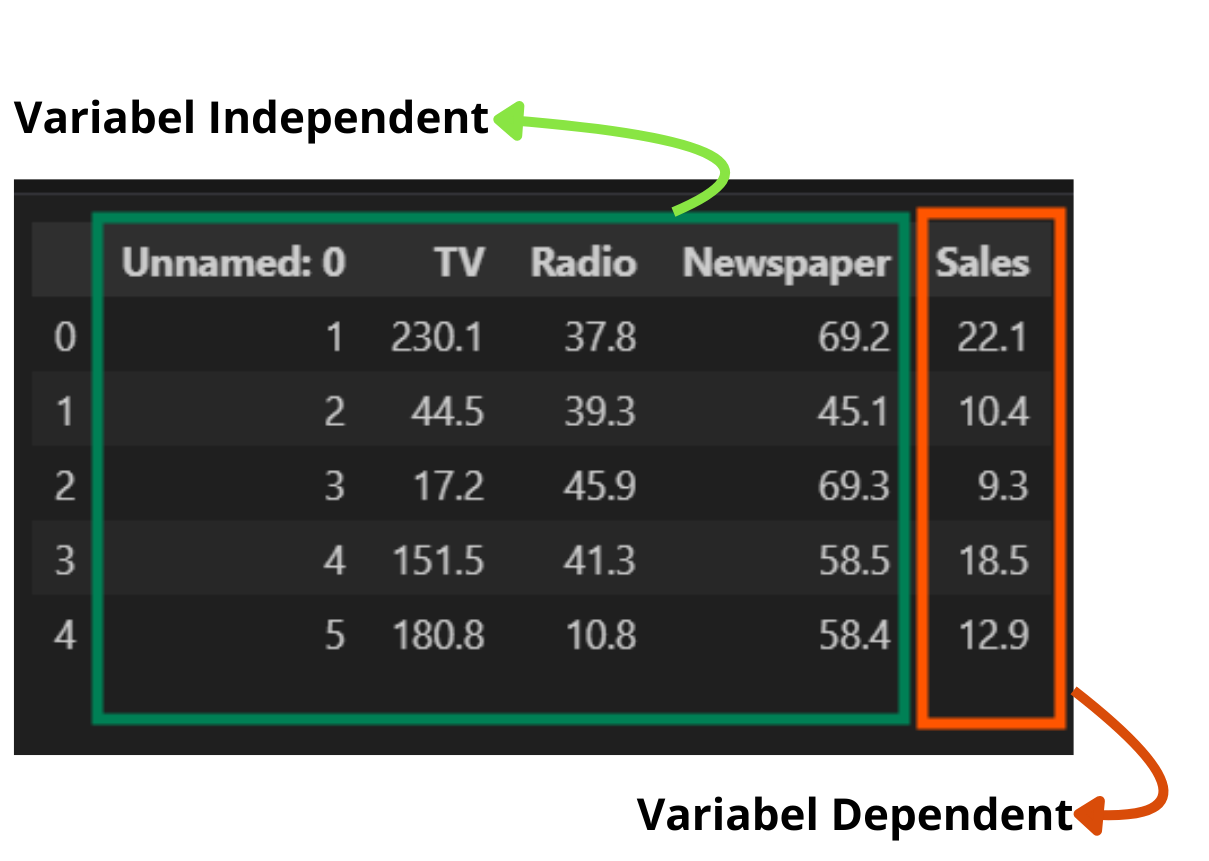 Variabel Independent
Unnamed: 0 TV Radio Newspaper Sales
0 1 230.1 37.8 69.2 22.1
1 2 44.5 39.3 45.1 10.4
2 3 17.2 45.9 69.3 9.3
3 4 151.5 41.3 58.5 18.5
4 5 180.8 10.8 58.4 12.9
Variabel Dependent